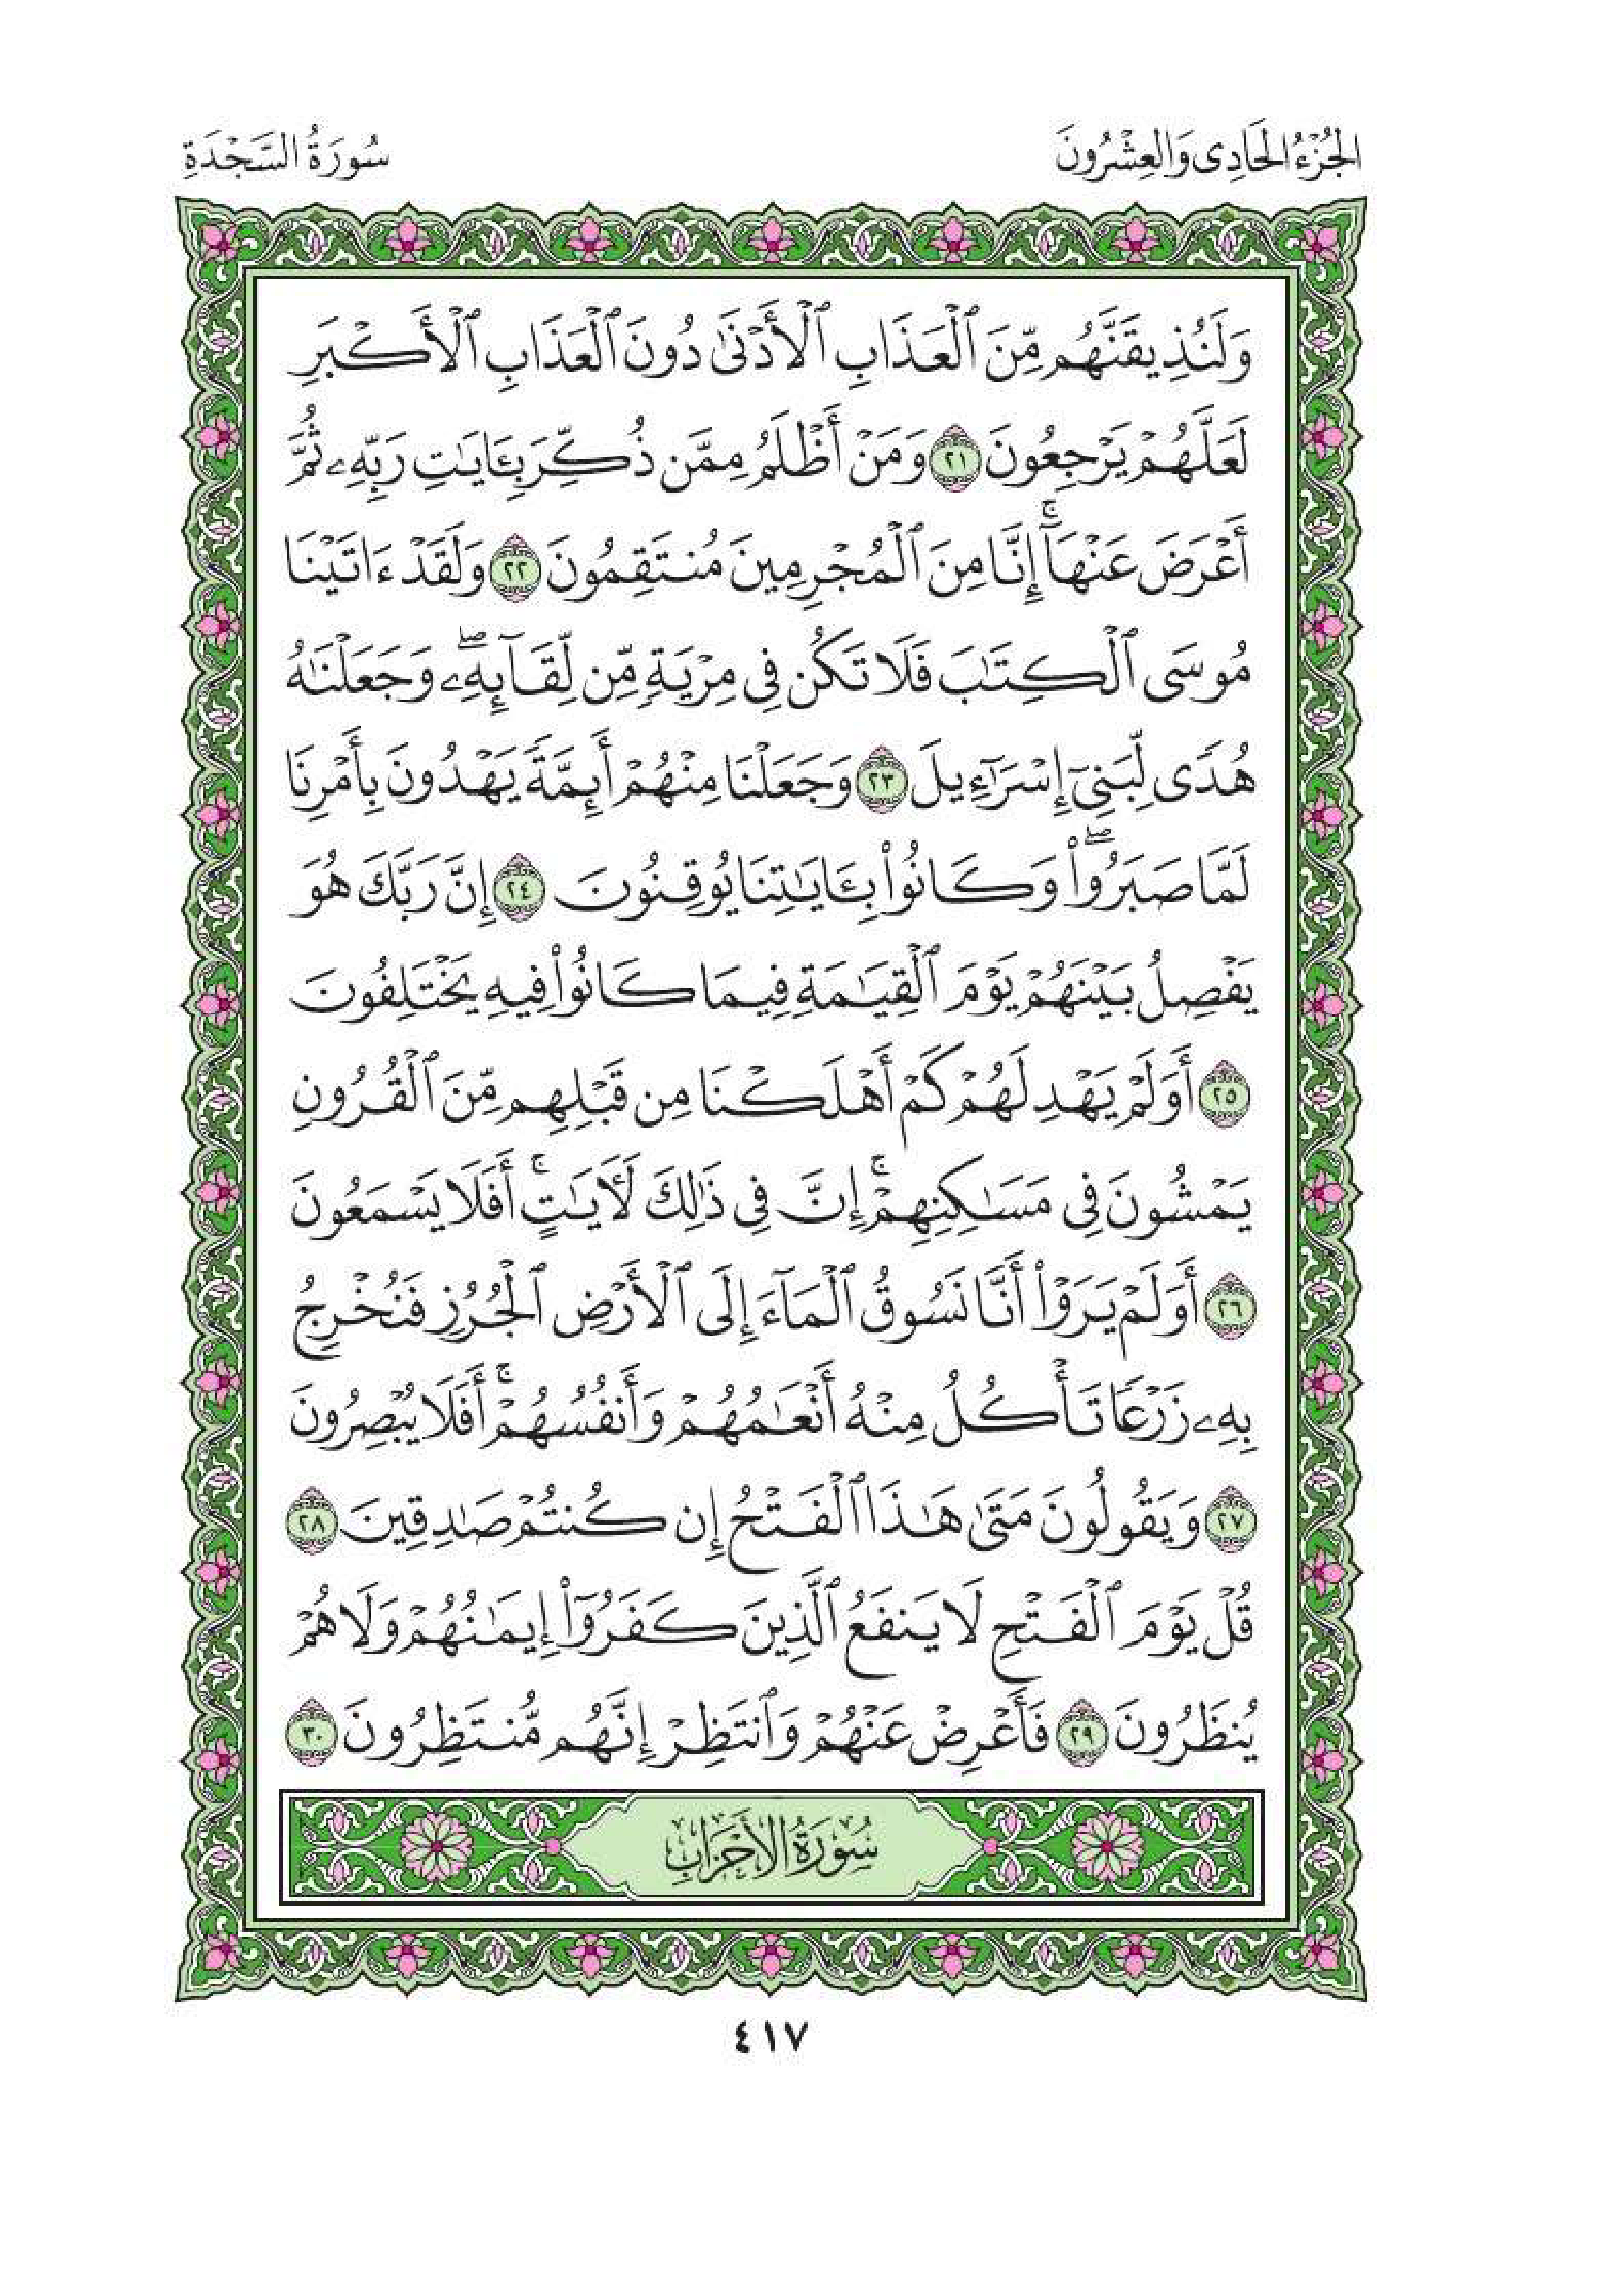 الجُزْءُ الحَادِى وَالعِشْرُونَ
سُورَةُ السَّجْدَةِ
وَلَنُذِيقَنَّهُم مِّنَ ٱلْعَذَابِ ٱلْأَدْنَىٰ دُونَ ٱلْعَذَابِ ٱلْأَكْبَرِ
لَعَلَّهُمْ يَرْجِعُونَ ٢١ وَمَنْ أَظْلَمُ مِمَّن ذُكِّرَ بِـَٔايَـٰتِ رَبِّهِۦ ثُمَّ
أَعْرَضَ عَنْهَآ ۚ إِنَّا مِنَ ٱلْمُجْرِمِينَ مُنتَقِمُونَ ٢٢ وَلَقَدْ ءَاتَيْنَا
مُوسَى ٱلْكِتَـٰبَ فَلَا تَكُن فِى مِرْيَةٍ مِّن لِّقَآئِهِۦ ۖ وَجَعَلْنَـٰهُ
هُدًى لِّبَنِىٓ إِسْرَٰٓءِيلَ ٢٣ وَجَعَلْنَا مِنْهُمْ أَئِمَّةً يَهْدُونَ بِأَمْرِنَا
لَمَّا صَبَرُوا۟ ۖ وَكَانُوا۟ بِـَٔايَـٰتِنَا يُوقِنُونَ ٢٤ إِنَّ رَبَّكَ هُوَ
يَفْصِلُ بَيْنَهُمْ يَوْمَ ٱلْقِيَـٰمَةِ فِيمَا كَانُوا۟ فِيهِ يَخْتَلِفُونَ
٢٥ أَوَلَمْ يَهْدِ لَهُمْ كَمْ أَهْلَكْنَا مِن قَبْلِهِم مِّنَ ٱلْقُرُونِ
يَمْشُونَ فِى مَسَـٰكِنِهِمْ ۚ إِنَّ فِى ذَٰلِكَ لَـَٔايَـٰتٍ ۚ أَفَلَا يَسْمَعُونَ
٢٦ أَوَلَمْ يَرَوْا۟ أَنَّا نَسُوقُ ٱلْمَآءَ إِلَى ٱلْأَرْضِ ٱلْجُرُزِ فَنُخْرِجُ
بِهِۦ زَرْعًا تَأْكُلُ مِنْهُ أَنْعَـٰمُهُمْ وَأَنفُسُهُمْ ۚ أَفَلَا يُبْصِرُونَ
٢٧ وَيَقُولُونَ مَتَىٰ هَـٰذَا ٱلْفَتْحُ إِن كُنتُمْ صَـٰدِقِينَ ٢٨
قُلْ يَوْمَ ٱلْفَتْحِ لَا يَنفَعُ ٱلَّذِينَ كَفَرُوٓا۟ إِيمَـٰنُهُمْ وَلَا هُمْ
يُنظَرُونَ ٢٩ فَأَعْرِضْ عَنْهُمْ وَٱنتَظِرْ إِنَّهُم مُّنتَظِرُونَ ٣٠
سُورَةُ الأَحْزَابِ
٤١٧